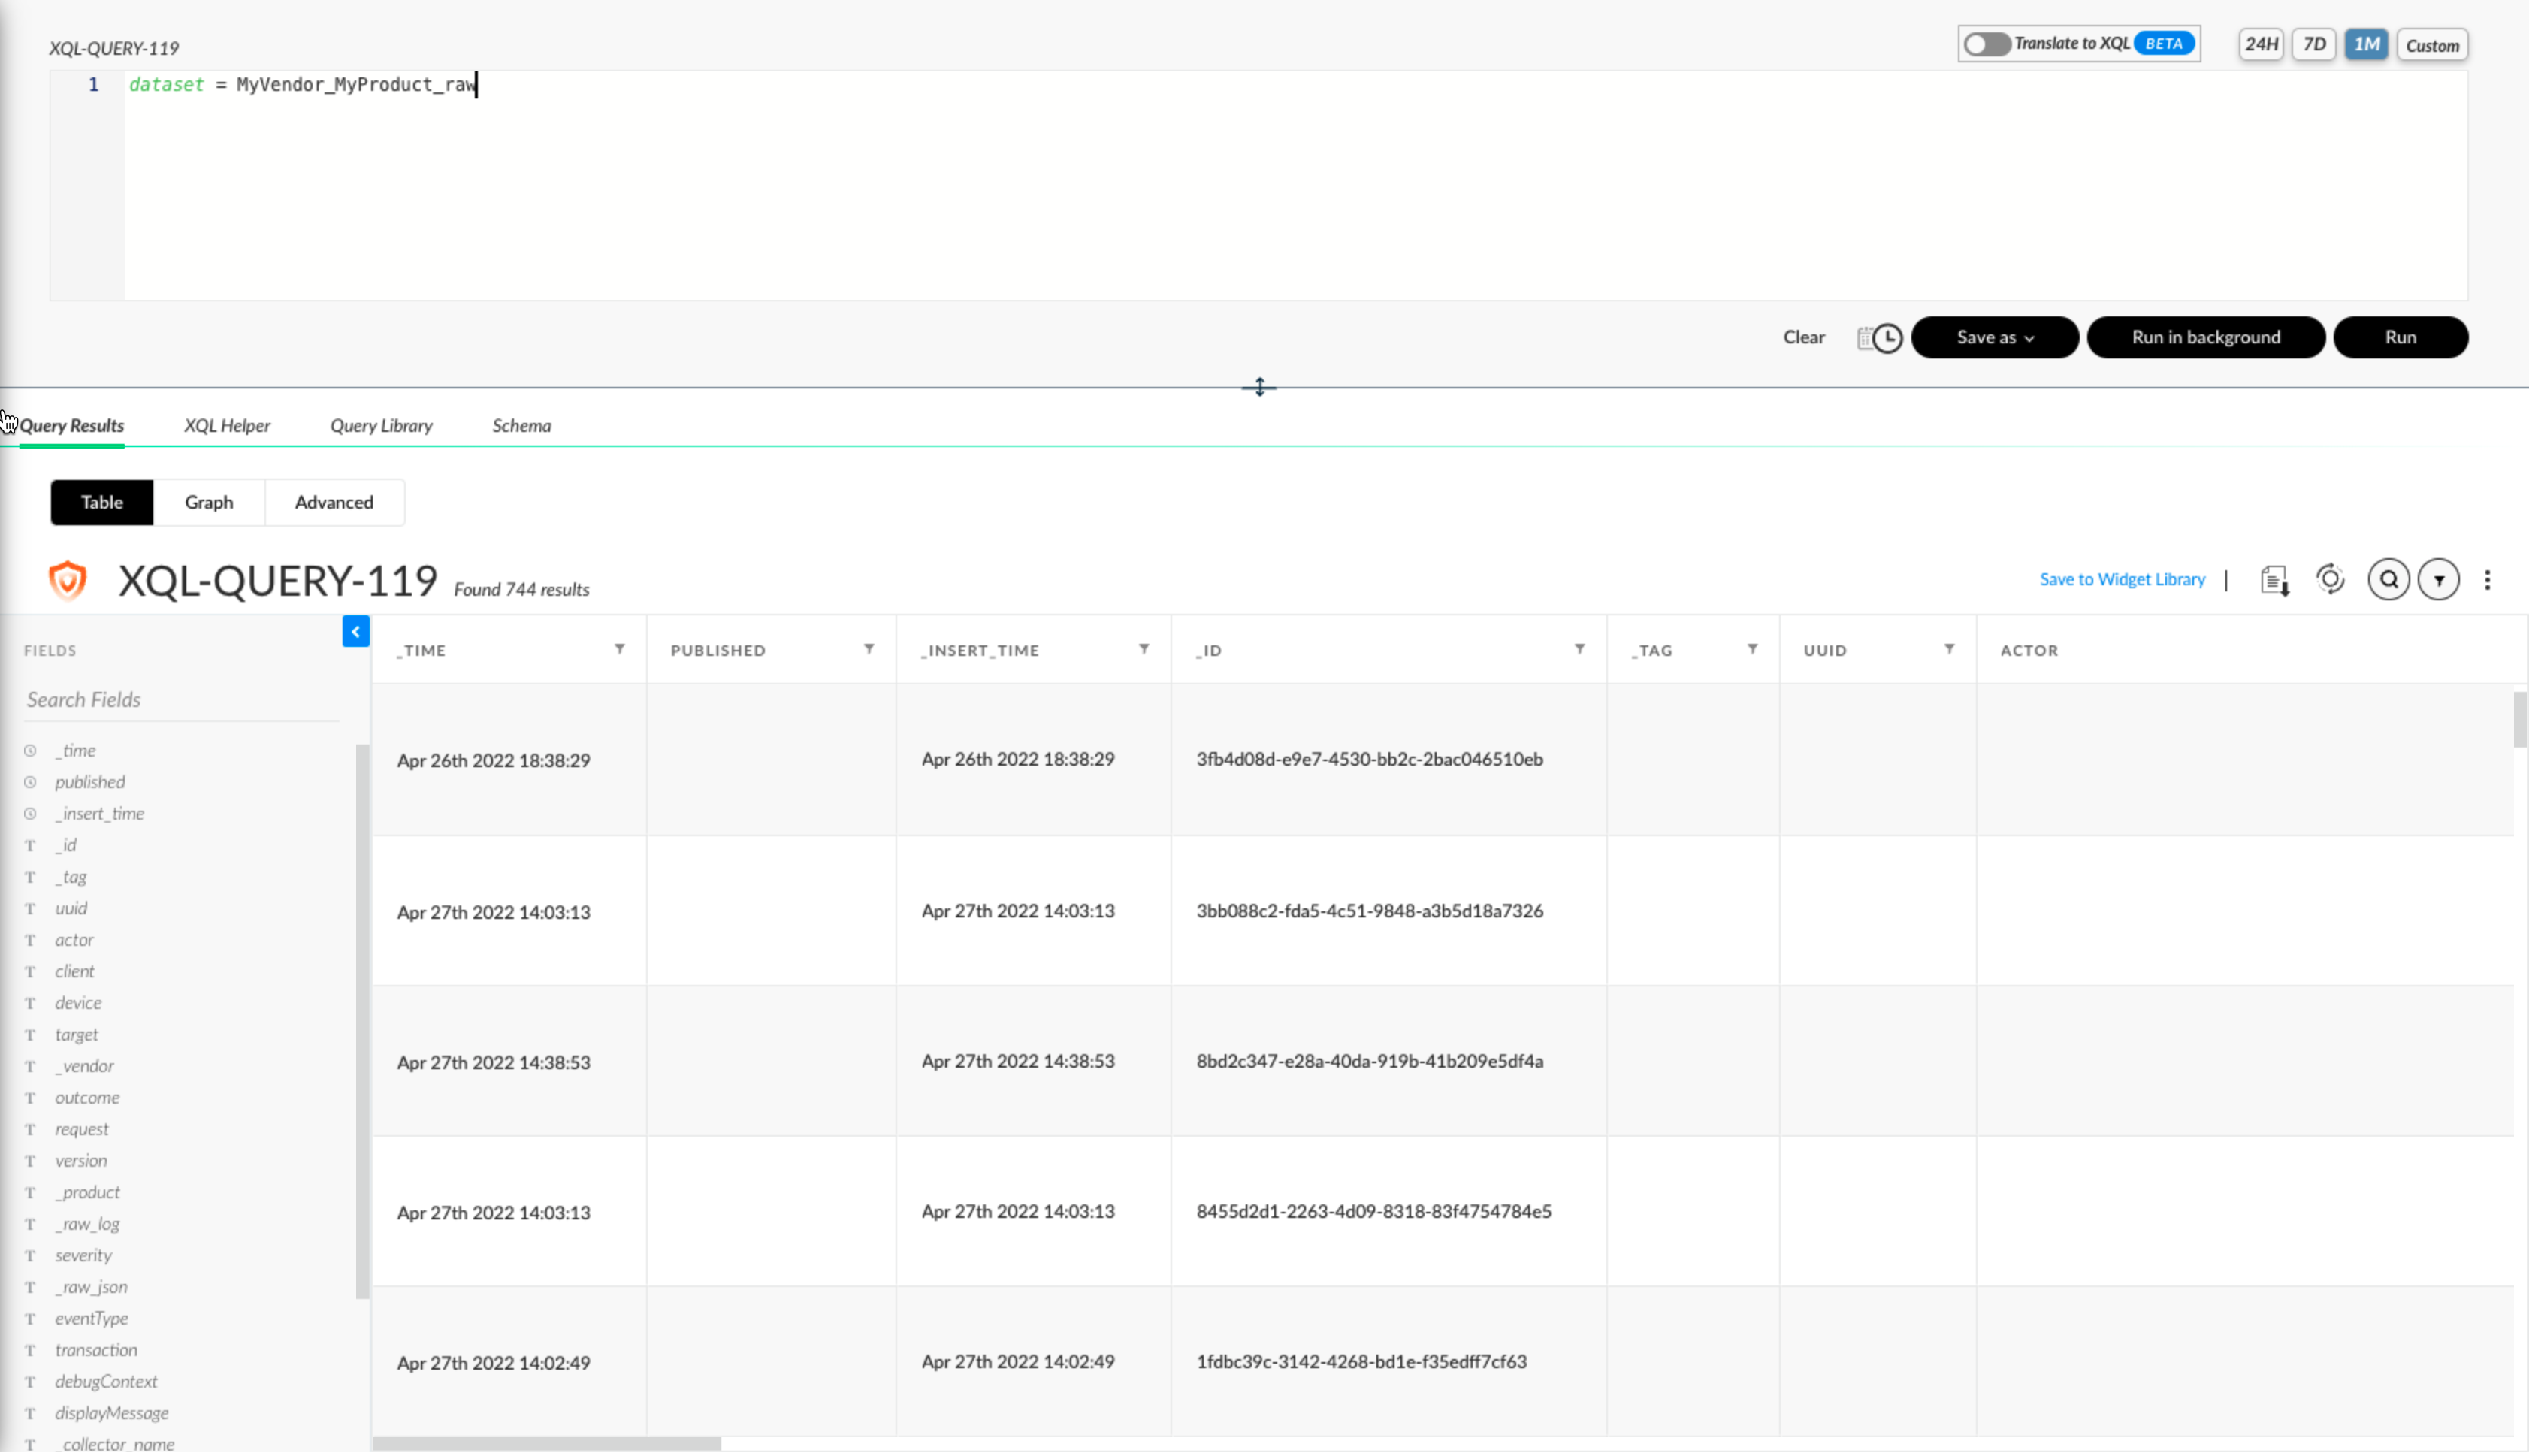 XQL-QUERY-119
Translate to XQL BETA
24H 7D 1M Custom
1 dataset = MyVendor_MyProduct_raw
Clear Save as Run in background Run
Query Results XQL Helper Query Library Schema
Table Graph Advanced
XQL-QUERY-119 Found 744 results
Save to Widget Library |
FIELDS
Search Fields
_time
published
_insert_time
T _id
T _tag
T uuid
T actor
T client
T device
T target
T _vendor
T outcome
T request
T version
T _product
T _raw_log
T severity
T _raw_json
T eventType
T transaction
T debugContext
T displayMessage
T _collector_name
_TIME PUBLISHED _INSERT_TIME _ID _TAG UUID ACTOR
Apr 26th 2022 18:38:29 Apr 26th 2022 18:38:29 3fb4d08d-e9e7-4530-bb2c-2bac046510eb
Apr 27th 2022 14:03:13 Apr 27th 2022 14:03:13 3bb088c2-fda5-4c51-9848-a3b5d18a7326
Apr 27th 2022 14:38:53 Apr 27th 2022 14:38:53 8bd2c347-e28a-40da-919b-41b209e5df4a
Apr 27th 2022 14:03:13 Apr 27th 2022 14:03:13 8455d2d1-2263-4d09-8318-83f4754784e5
Apr 27th 2022 14:02:49 Apr 27th 2022 14:02:49 1fdbc39c-3142-4268-bd1e-f35edff7cf63